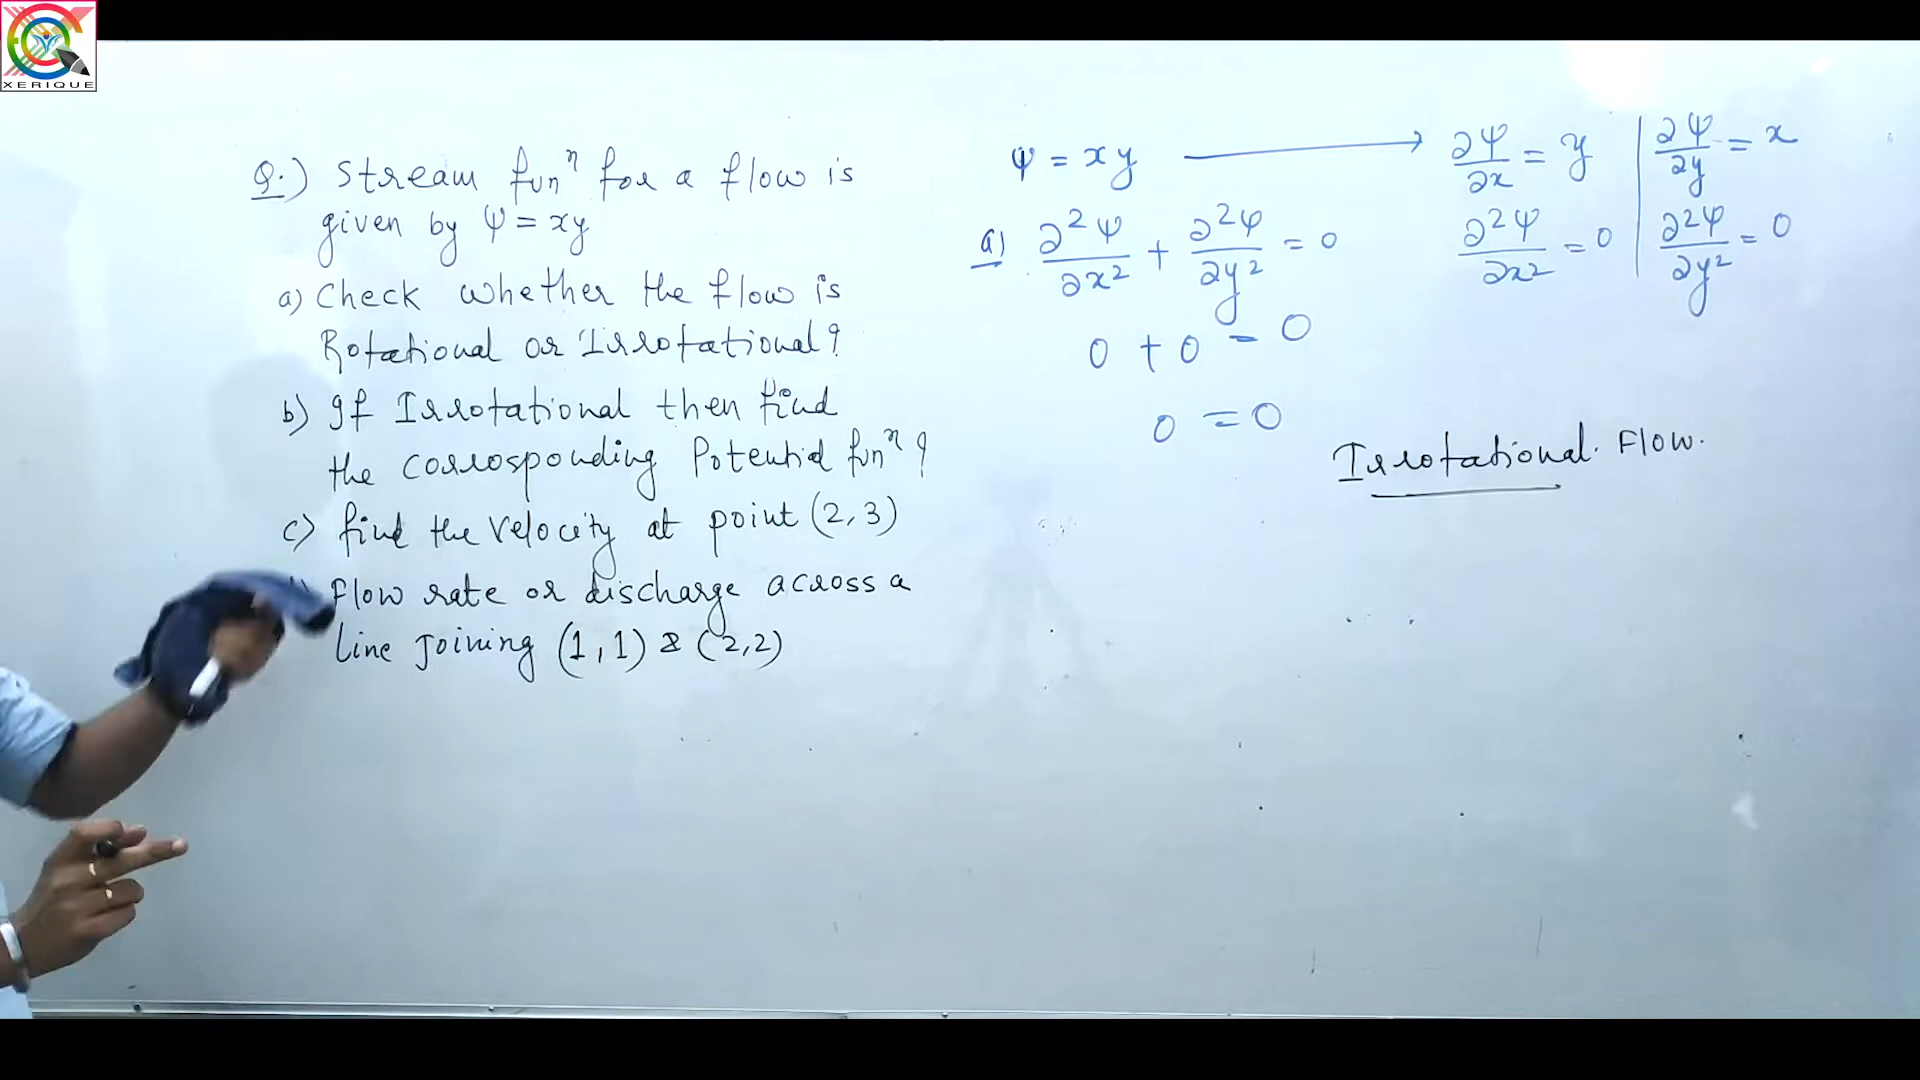 XERIQUE
Q.) Stream funⁿ for a flow is
given by ψ = xy
a) Check whether the flow is
Rotational or Irrotational?
b) If Irrotational then find
the corrosponding Potential funⁿ ?
c) find the velocity at point (2, 3)
Flow rate or discharge across a
line joining (1, 1) & (2,2)
ψ = xy ⟶ ∂ψ/∂x = y | ∂ψ/∂y = x
a) ∂²ψ/∂x² + ∂²ψ/∂y² = 0 ∂²ψ/∂x² = 0 | ∂²ψ/∂y² = 0
0 + 0 = 0
0 = 0
Irrotational. Flow.